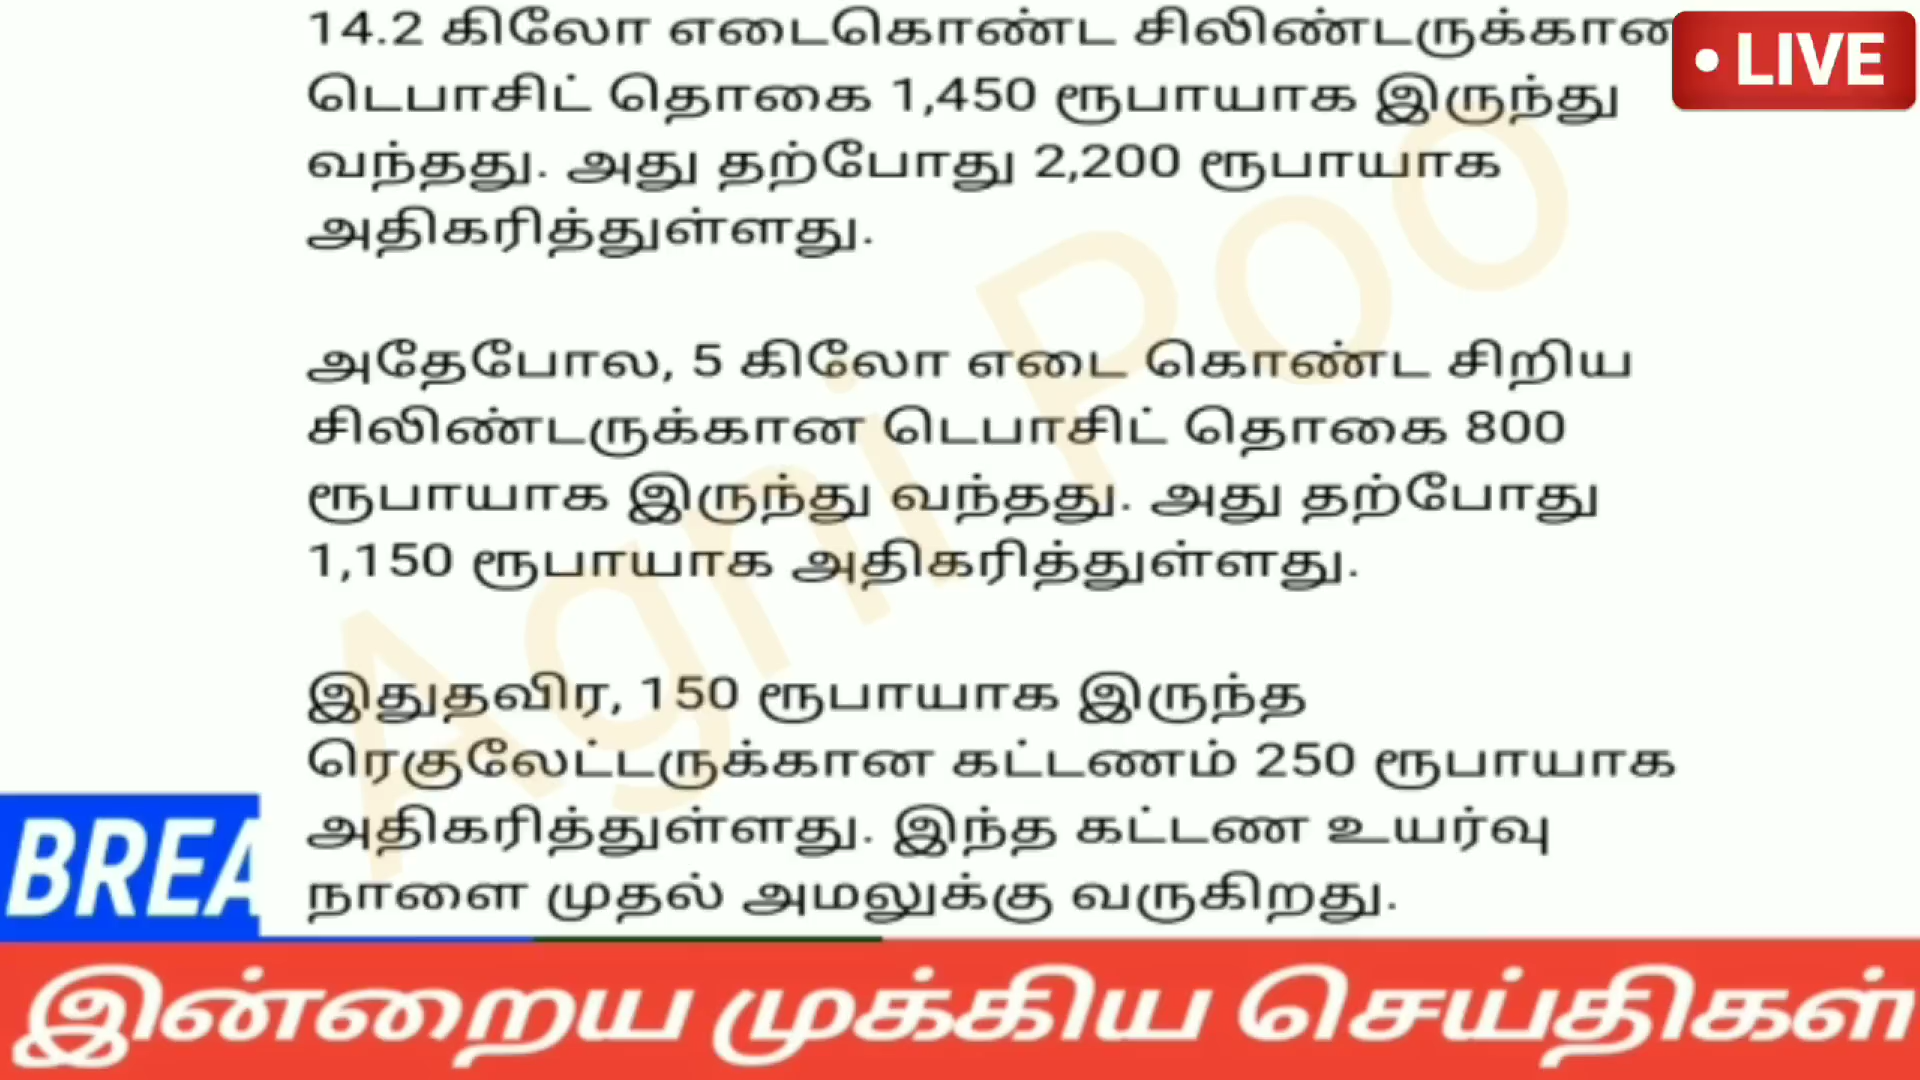 14.2 கிலோ எடைகொண்ட சிலிண்டருக்கான
• LIVE
டெபாசிட் தொகை 1,450 ரூபாயாக இருந்து
வந்தது. அது தற்போது 2,200 ரூபாயாக
அதிகரித்துள்ளது.
அதேபோல, 5 கிலோ எடை கொண்ட சிறிய
சிலிண்டருக்கான டெபாசிட் தொகை 800
ரூபாயாக இருந்து வந்தது. அது தற்போது
1,150 ரூபாயாக அதிகரித்துள்ளது.
இதுதவிர, 150 ரூபாயாக இருந்த
ரெகுலேட்டருக்கான கட்டணம் 250 ரூபாயாக
அதிகரித்துள்ளது. இந்த கட்டண உயர்வு
நாளை முதல் அமலுக்கு வருகிறது.
Agni Poo
BREA
இன்றைய முக்கிய செய்திகள்